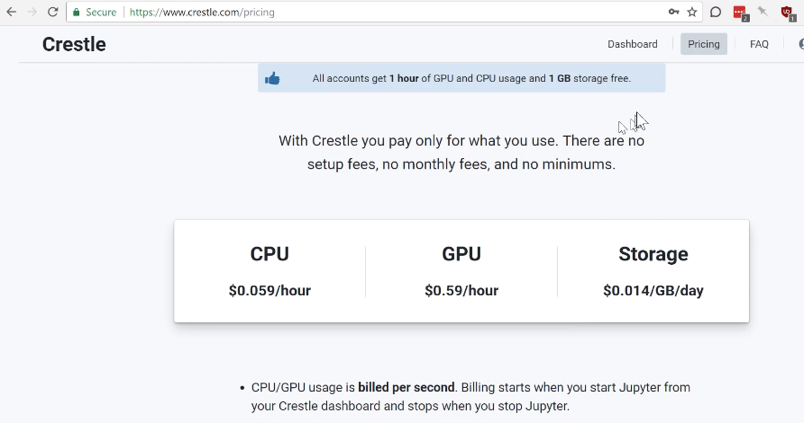 Secure https://www.crestle.com/pricing
2
1
Crestle
Dashboard
Pricing
FAQ
All accounts get 1 hour of GPU and CPU usage and 1 GB storage free.
With Crestle you pay only for what you use. There are no
setup fees, no monthly fees, and no minimums.
CPU
$0.059/hour
GPU
$0.59/hour
Storage
$0.014/GB/day
• CPU/GPU usage is billed per second. Billing starts when you start Jupyter from
your Crestle dashboard and stops when you stop Jupyter.